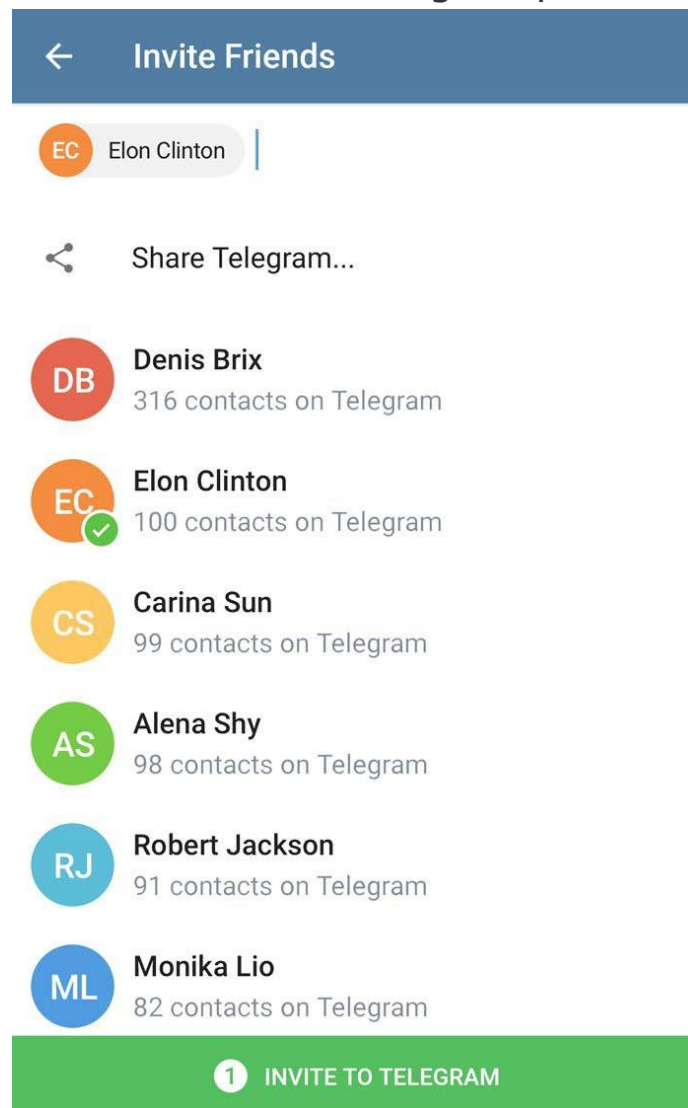 Invite Friends
EC Elon Clinton
Share Telegram...
DB
Denis Brix
316 contacts on Telegram
EC
Elon Clinton
100 contacts on Telegram
CS
Carina Sun
99 contacts on Telegram
AS
Alena Shy
98 contacts on Telegram
RJ
Robert Jackson
91 contacts on Telegram
ML
Monika Lio
82 contacts on Telegram
1 INVITE TO TELEGRAM